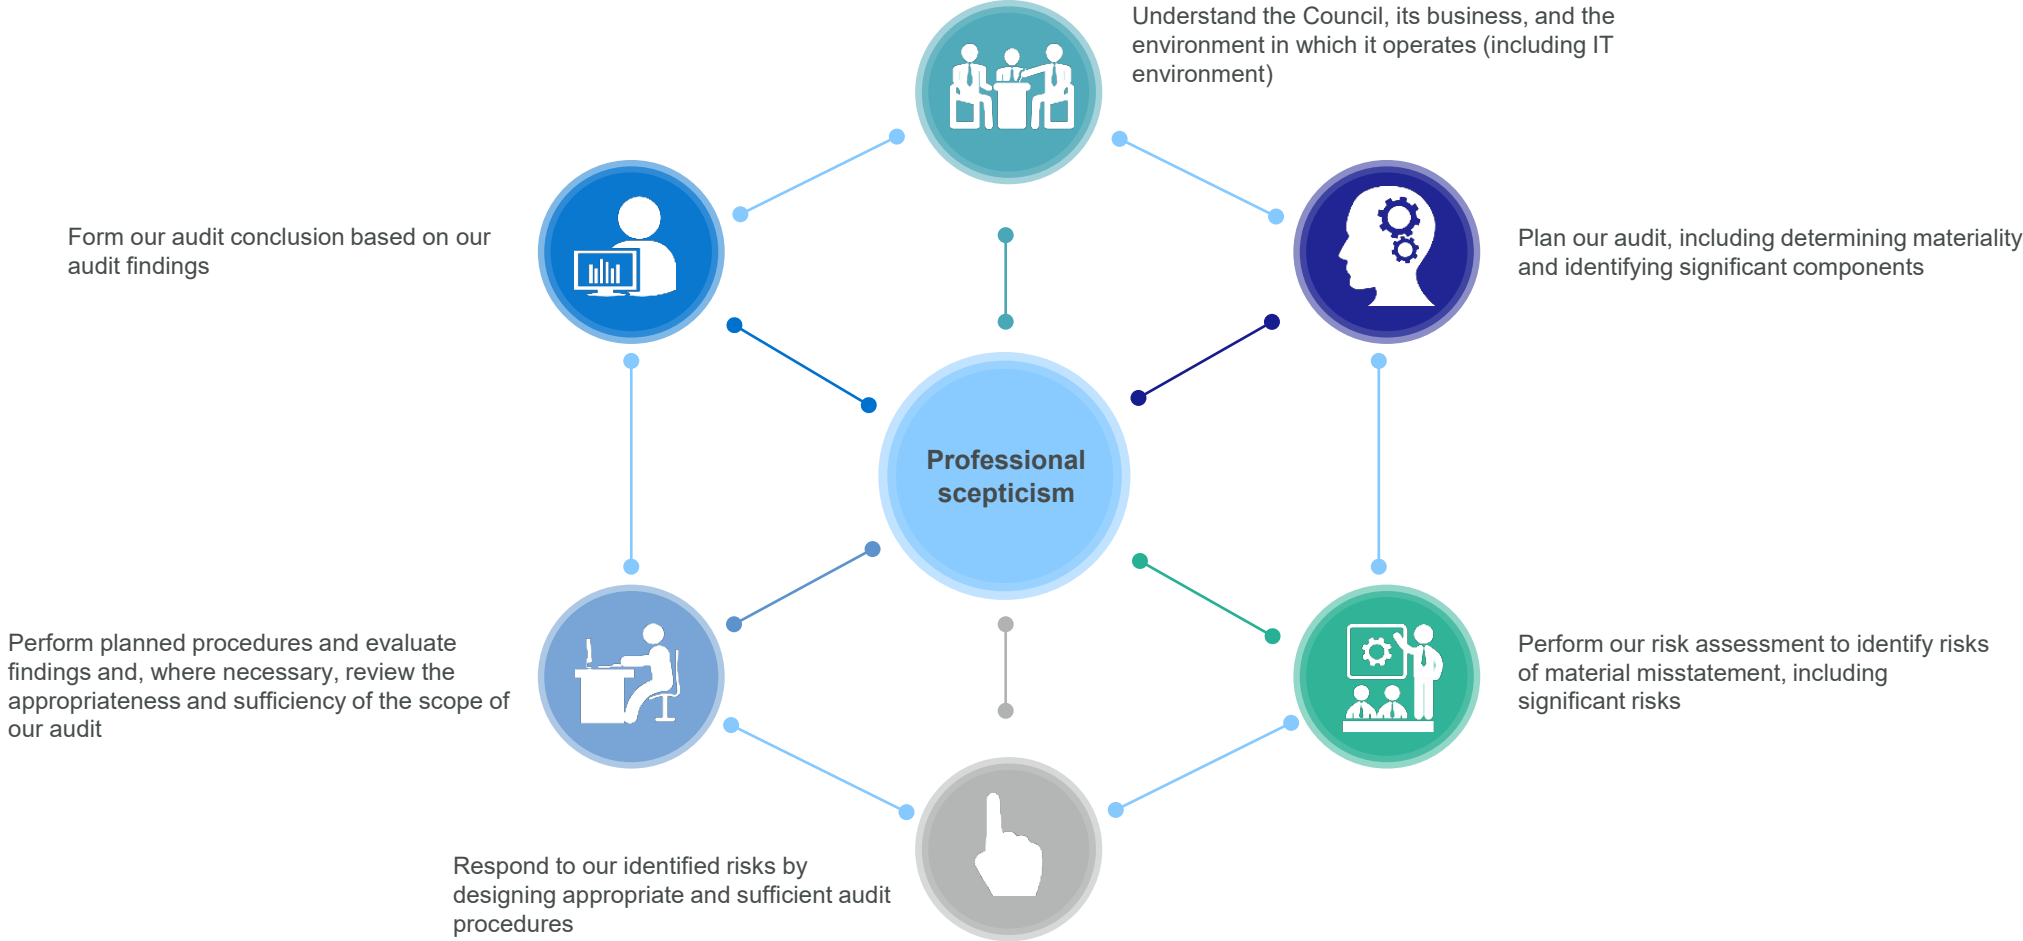 Understand the Council, its business, and the
environment in which it operates (including IT
environment)
Form our audit conclusion based on our
audit findings
Plan our audit, including determining materiality
and identifying significant components
Professional
scepticism
Perform planned procedures and evaluate
findings and, where necessary, review the
appropriateness and sufficiency of the scope of
our audit
Perform our risk assessment to identify risks
of material misstatement, including
significant risks
Respond to our identified risks by
designing appropriate and sufficient audit
procedures